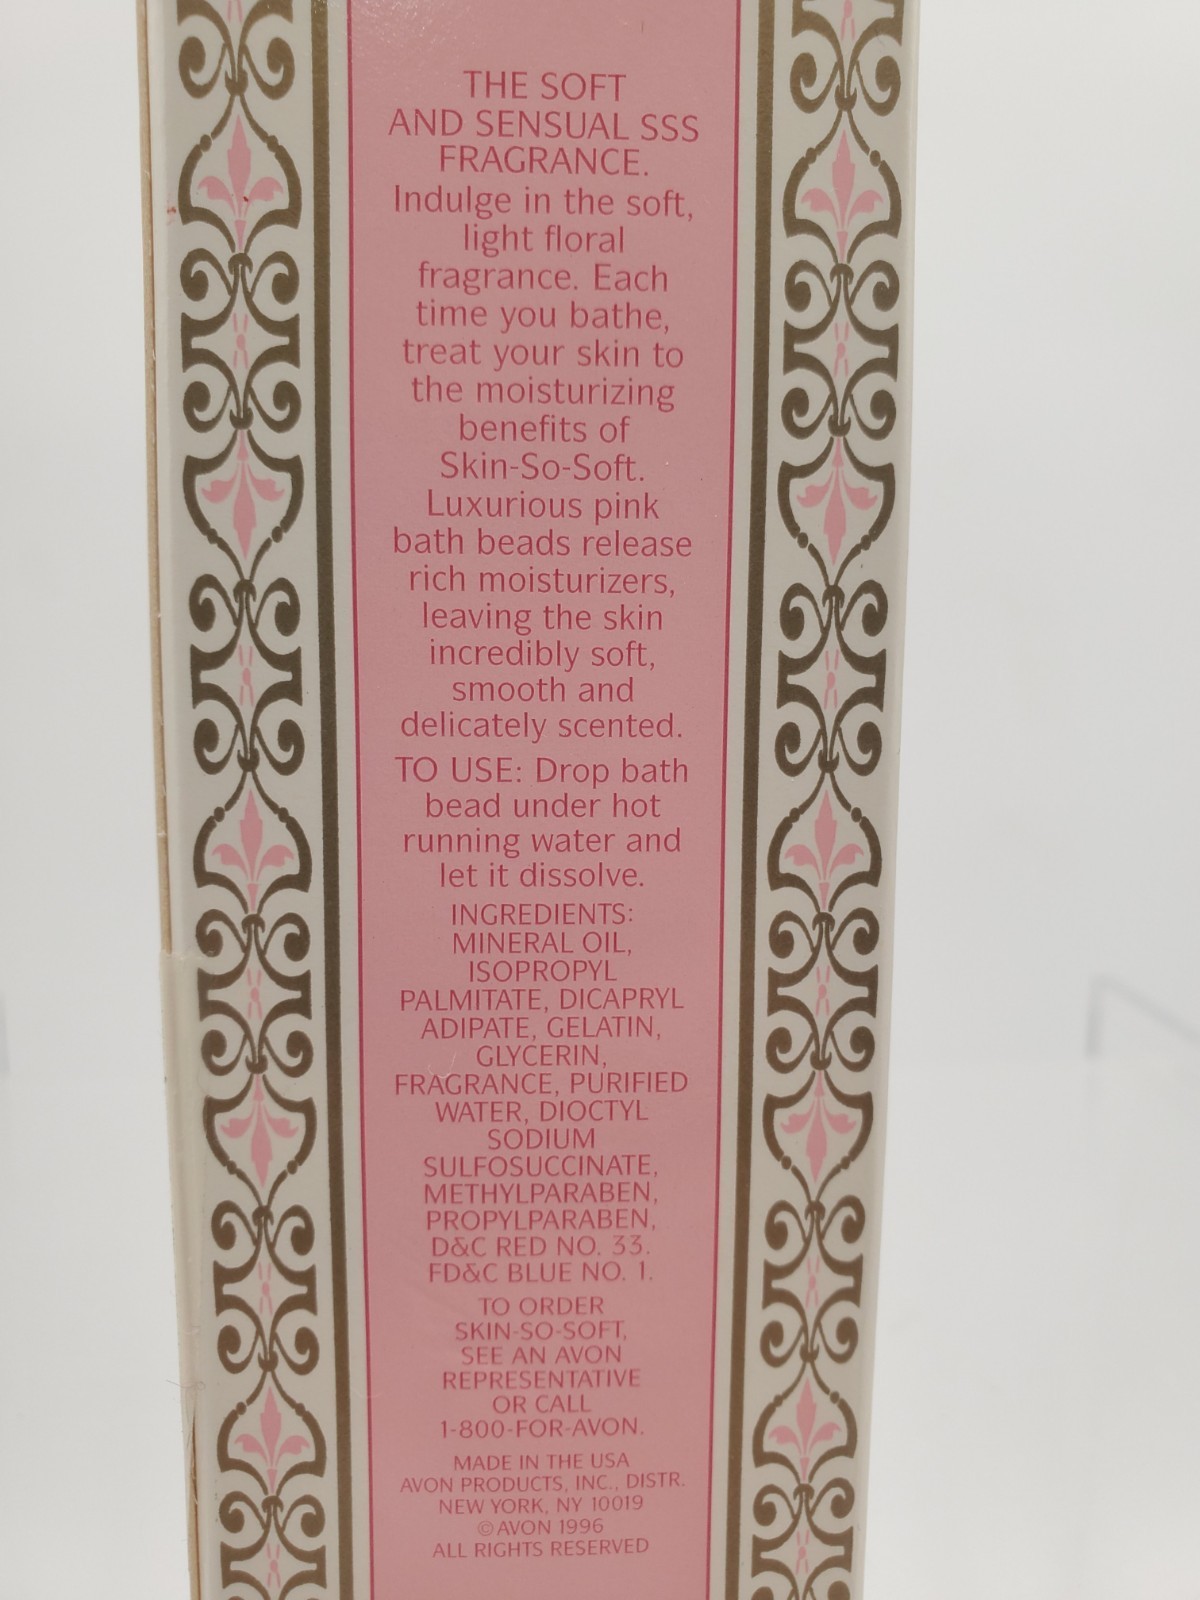 THE SOFT
AND SENSUAL SSS
FRAGRANCE.
Indulge in the soft,
light floral
fragrance. Each
time you bathe,
treat your skin to
the moisturizing
benefits of
Skin-So-Soft.
Luxurious pink
bath beads release
rich moisturizers,
leaving the skin
incredibly soft,
smooth and
delicately scented.
TO USE: Drop bath
bead under hot
running water and
let it dissolve.
INGREDIENTS:
MINERAL OIL,
ISOPROPYL
PALMITATE, DICAPRYL
ADIPATE, GELATIN,
GLYCERIN,
FRAGRANCE, PURIFIED
WATER, DIOCTYL
SODIUM
SULFOSUCCINATE,
METHYLPARABEN,
PROPYLPARABEN,
D&C RED NO. 33.
FD&C BLUE NO. 1.
TO ORDER
SKIN-SO-SOFT,
SEE AN AVON
REPRESENTATIVE
OR CALL
1-800-FOR-AVON.
MADE IN THE USA
AVON PRODUCTS, INC., DISTR.
NEW YORK, NY 10019
© AVON 1996
ALL RIGHTS RESERVED